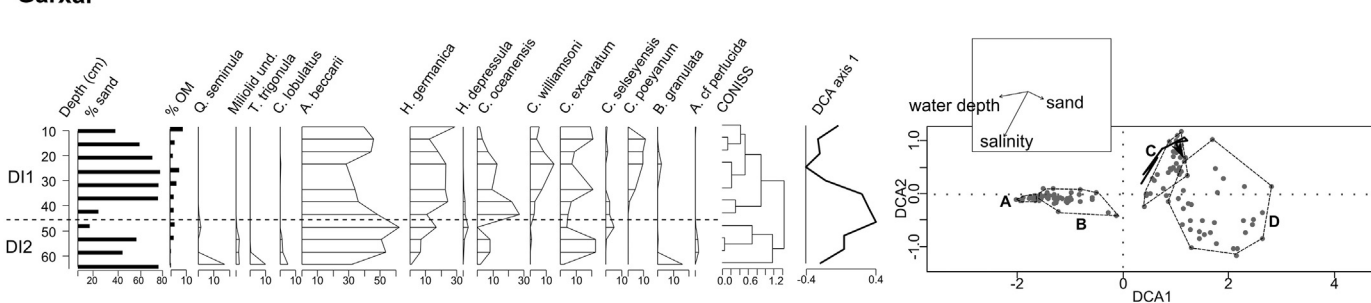 Depth (cm)
% sand
% OM
Q. seminula
Miliolid und.
T. trigonula
C. lobulatus
A. beccarii
H. germanica
H. depressula
C. oceanensis
C. williamsoni
C. excavatum
C. selseyensis
C. poeyanum
B. granulata
A. cf perlucida
CONISS
DCA axis 1
10
20
30
40
50
60
DI1
DI2
20 40 60 80 10 10 10 10 10 10 30 50 10 30 10 10 30 10 10 30 10 10 10 10 0.0 0.6 1.2 -0.4 0.4
water depth
sand
salinity
1.0
0.0
-1.0
DCA2
A
B
C
D
-2 0 2 4
DCA1